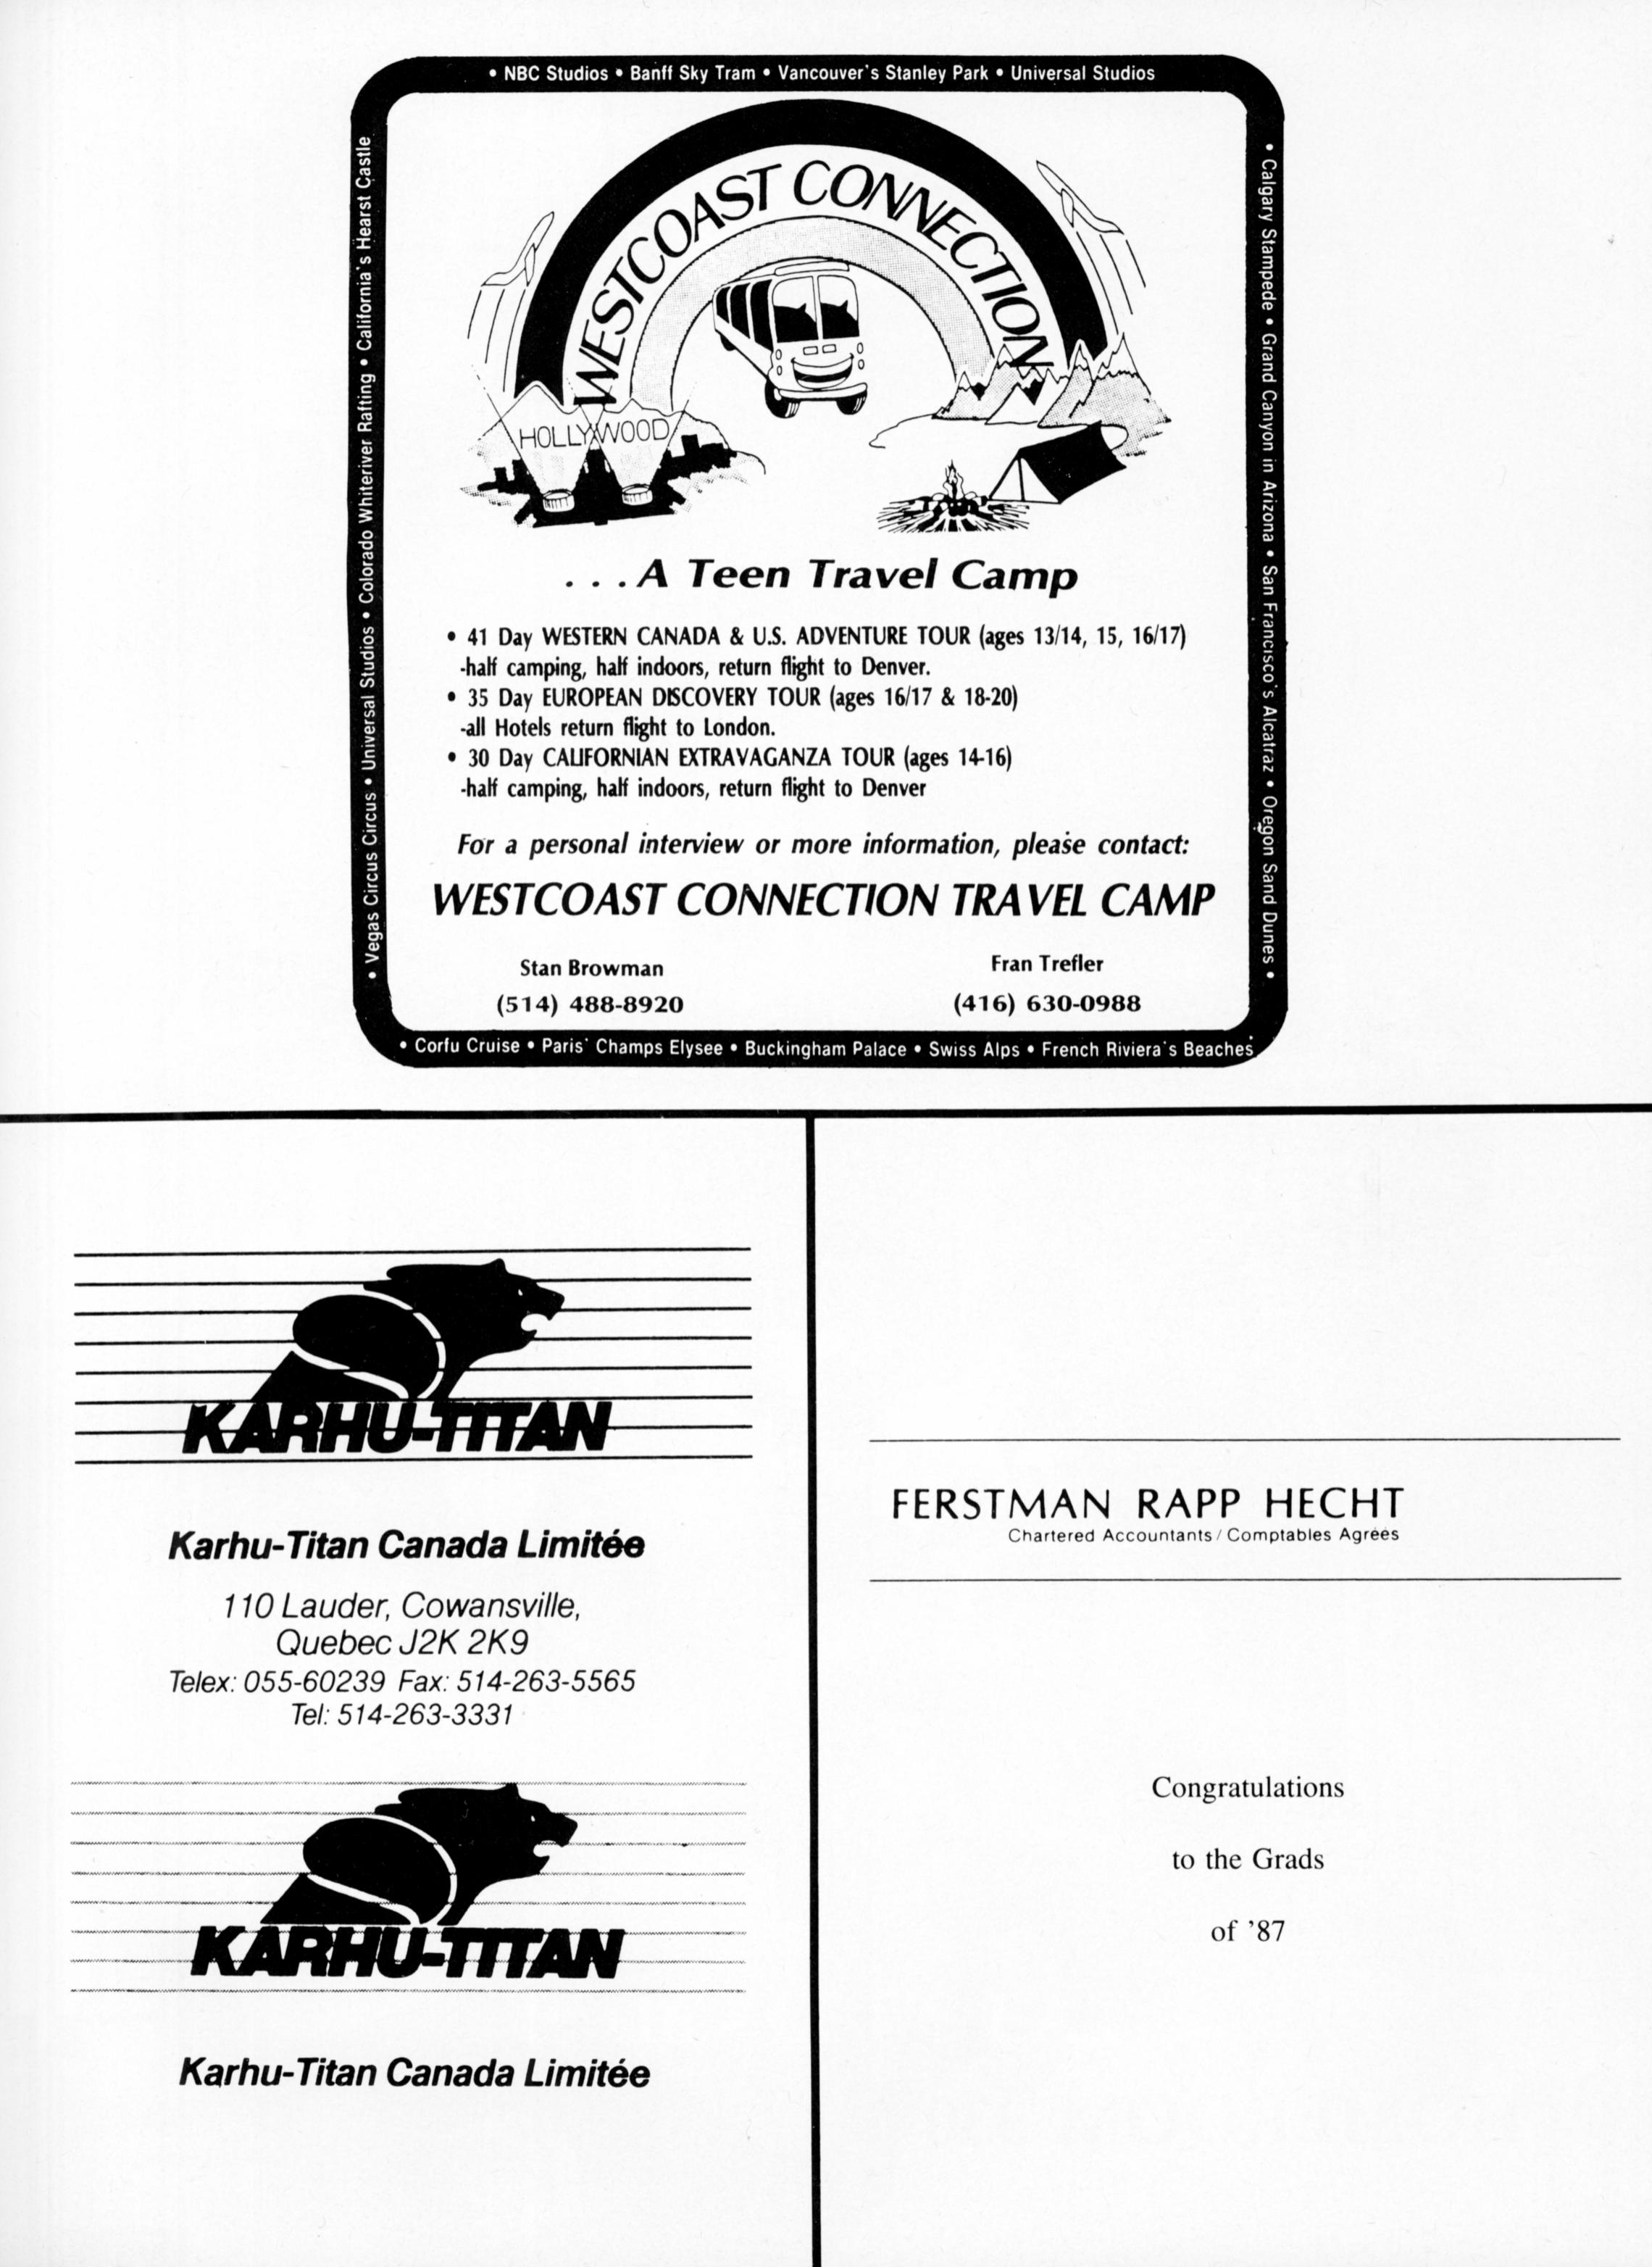 • NBC Studios • Banff Sky Tram • Vancouver's Stanley Park • Universal Studios
• Vegas Circus Circus • Universal Studios • Colorado Whiteriver Rafting • California's Hearst Castle
• Calgary Stampede • Grand Canyon in Arizona • San Francisco's Alcatraz • Oregon Sand Dunes •
WESTCOAST CONNECTION
HOLLYWOOD
...A Teen Travel Camp
• 41 Day WESTERN CANADA & U.S. ADVENTURE TOUR (ages 13/14, 15, 16/17)
-half camping, half indoors, return flight to Denver.
• 35 Day EUROPEAN DISCOVERY TOUR (ages 16/17 & 18-20)
-all Hotels return flight to London.
• 30 Day CALIFORNIAN EXTRAVAGANZA TOUR (ages 14-16)
-half camping, half indoors, return flight to Denver
For a personal interview or more information, please contact:
WESTCOAST CONNECTION TRAVEL CAMP
Stan Browman
(514) 488-8920
Fran Trefler
(416) 630-0988
• Corfu Cruise • Paris' Champs Elysee • Buckingham Palace • Swiss Alps • French Riviera's Beaches
KARHU-TITAN
Karhu-Titan Canada Limitée
110 Lauder, Cowansville,
Quebec J2K 2K9
Telex: 055-60239 Fax: 514-263-5565
Tel: 514-263-3331
KARHU-TITAN
Karhu-Titan Canada Limitée
FERSTMAN RAPP HECHT
Chartered Accountants / Comptables Agréés
Congratulations
to the Grads
of '87